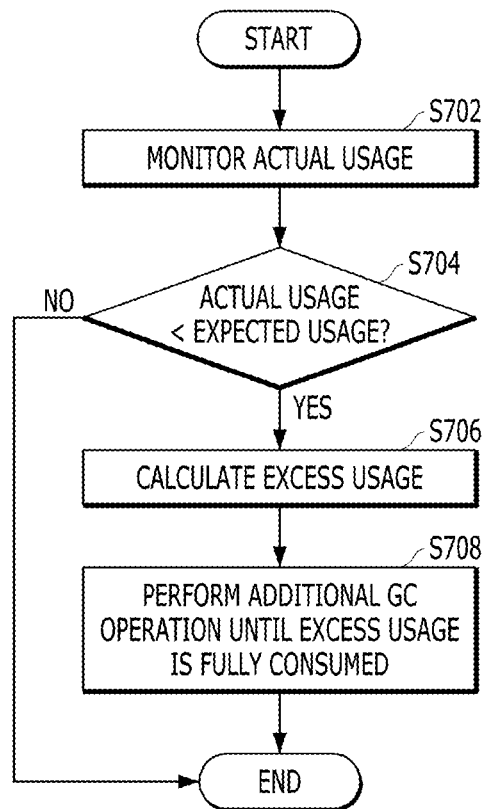 START
S702
MONITOR ACTUAL USAGE
S704
NO
ACTUAL USAGE
< EXPECTED USAGE?
YES
S706
CALCULATE EXCESS USAGE
S708
PERFORM ADDITIONAL GC
OPERATION UNTIL EXCESS USAGE
IS FULLY CONSUMED
END